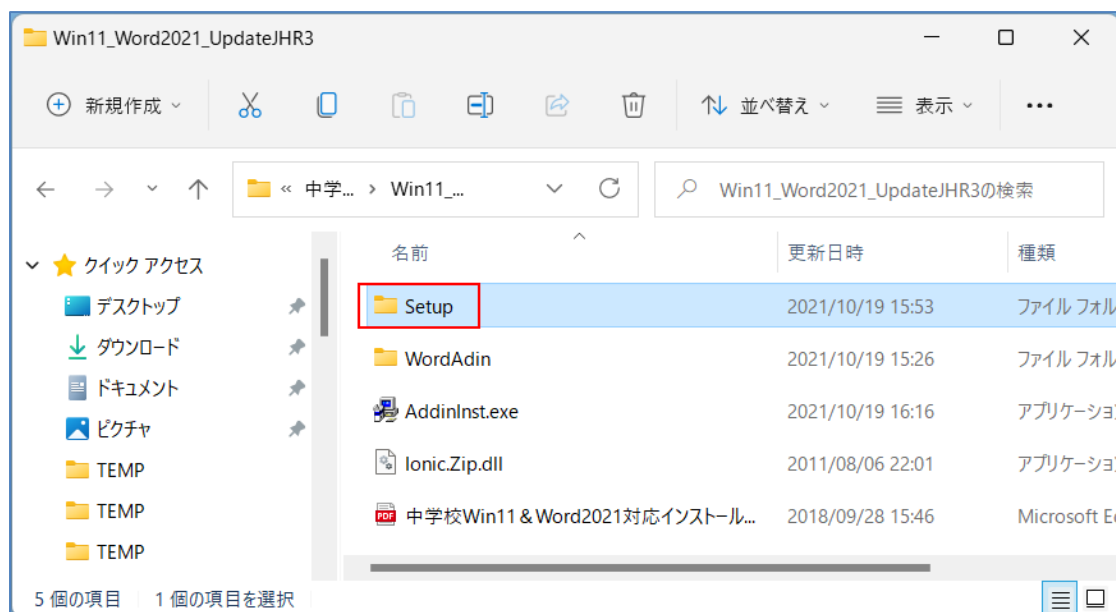 Win11_Word2021_UpdateJHR3
新規作成 並べ替え 表示
« 中学... › Win11_... Win11_Word2021_UpdateJHR3の検索
クイック アクセス
デスクトップ
ダウンロード
ドキュメント
ピクチャ
TEMP
TEMP
TEMP
名前 更新日時 種類
Setup 2021/10/19 15:53 ファイル フォル
WordAdin 2021/10/19 15:26 ファイル フォル
AddinInst.exe 2021/10/19 16:16 アプリケーショ
Ionic.Zip.dll 2011/08/06 22:01 アプリケーショ
PDF 中学校Win11＆Word2021対応インストール... 2018/09/28 15:46 Microsoft E
5 個の項目 1 個の項目を選択